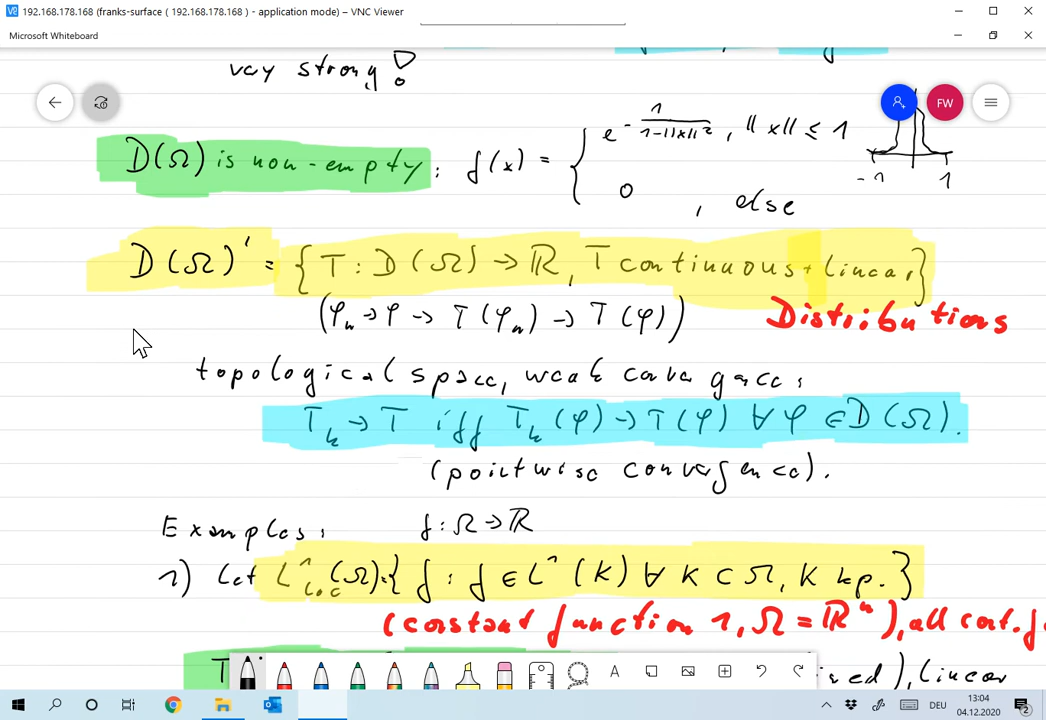 192.168.178.168 (franks-surface ( 192.168.178.168 ) - application mode) – VNC Viewer
Microsoft Whiteboard
very strong!
FW
D(Ω) is non-empty: f(x) = { e^{-1/(1-||x||²)}, ||x|| ≤ 1
0, else
-1 1
D(Ω)' = {T: D(Ω) → ℝ, T continuous + linear}
(φₙ → φ → T(φₙ) → T(φ)) Distributions
topological space, weak convergence:
Tₖ → T iff Tₖ(φ) → T(φ) ∀ φ ∈ D(Ω).
(pointwise convergence).
Examples: f: Ω → ℝ
1) Let L¹loc(Ω) = {f : f ∈ L¹(K) ∀ K ⊂ Ω, K kp.}
(constant function 1, Ω = ℝⁿ), all cont. f
T
), linear
DEU
13:04
04.12.2020
2